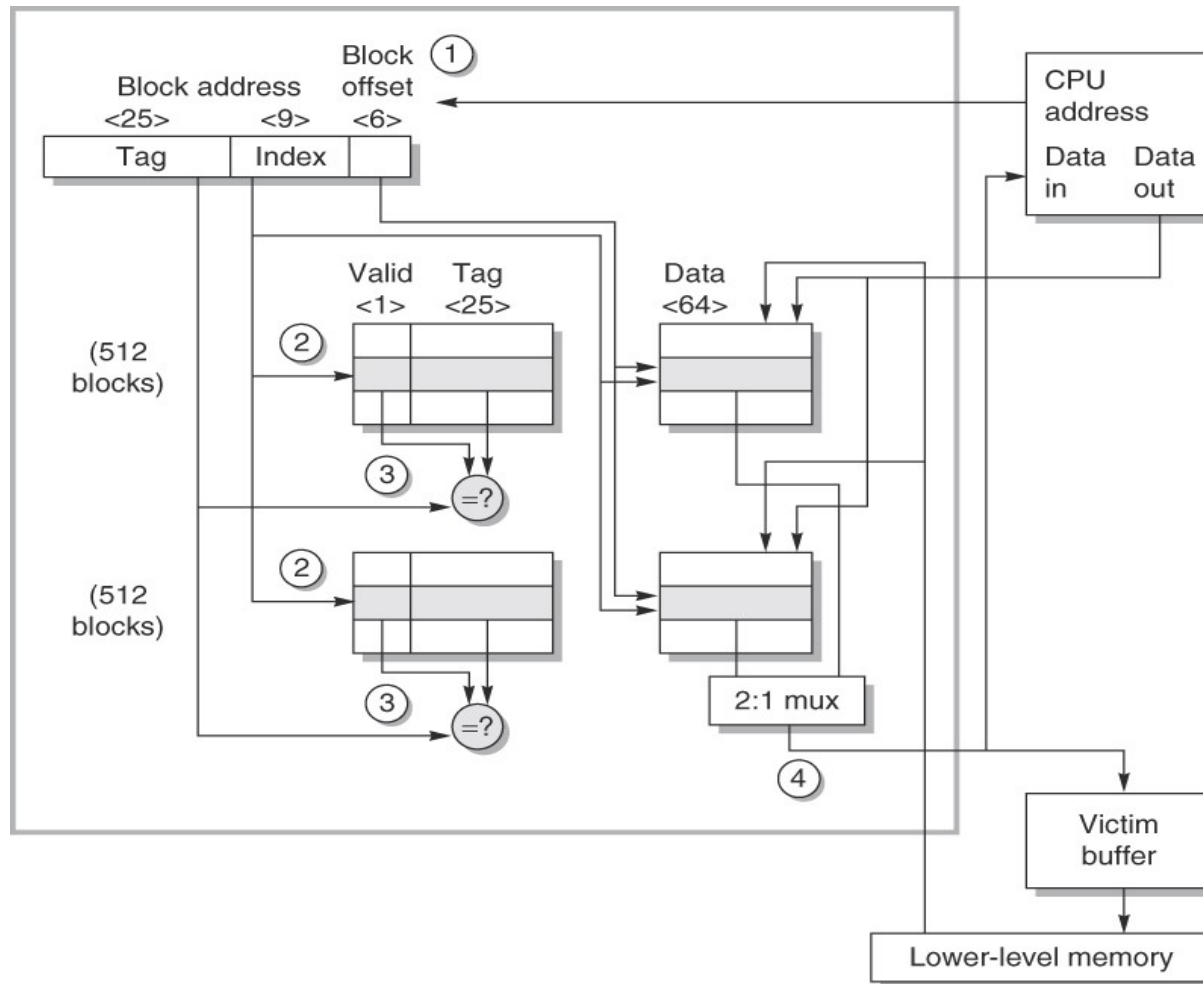 Block
offset
1
Block address
<25>
<9>
<6>
Tag
Index
CPU
address
Data
in
Data
out
Valid
<1>
Tag
<25>
Data
<64>
(512
blocks)
2
3
=?
(512
blocks)
2
3
=?
2:1 mux
4
Victim
buffer
Lower-level memory